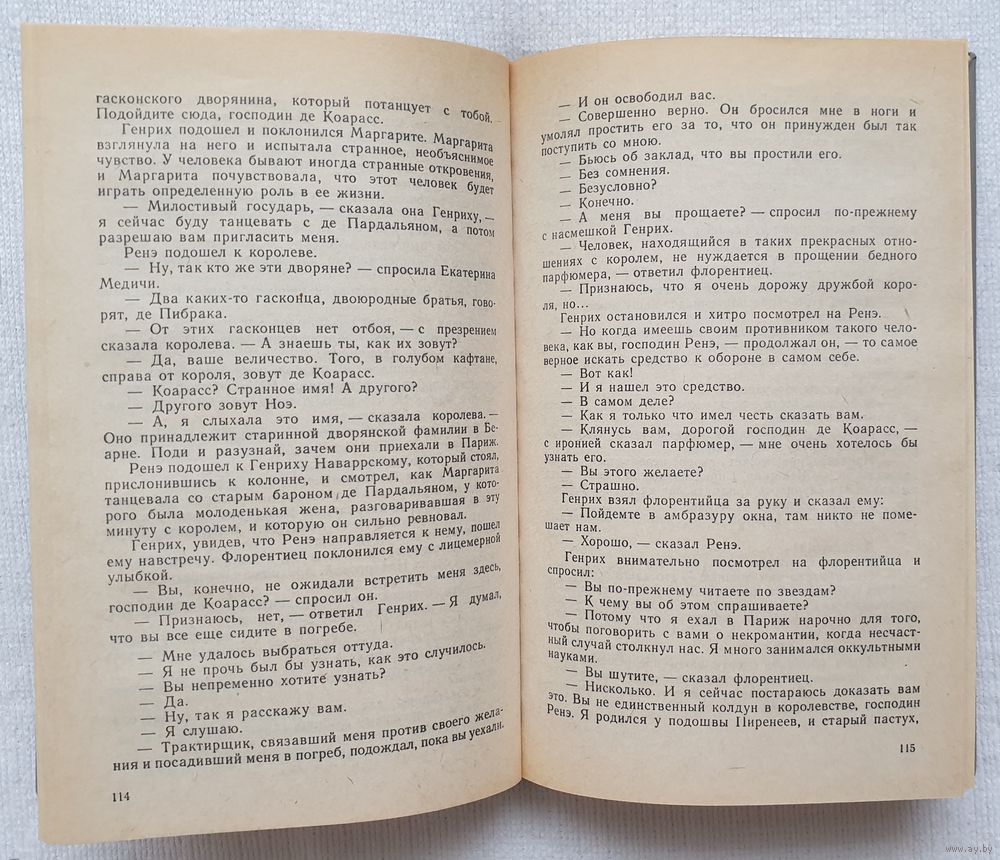 гасконского дворянина, который потанцует с тобой.
Подойдите сюда, господин де Коарасс.
Генрих подошел и поклонился Маргарите. Маргарита
взглянула на него и испытала странное, необъяснимое
чувство. У человека бывают иногда странные откровения,
и Маргарита почувствовала, что этот человек будет
играть определенную роль в ее жизни.
— Милостивый государь, — сказала она Генриху, —
я сейчас буду танцевать с де Пардальяном, а потом
разрешаю вам пригласить меня.
Ренэ подошел к королеве.
— Ну, так кто же эти дворяне? — спросила Екатерина
Медичи.
— Два каких-то гасконца, двоюродные братья, гово-
рят, де Пибрака.
— От этих гасконцев нет отбоя, — с презрением
сказала королева. — А знаешь ты, как их зовут?
— Да, ваше величество. Того, в голубом кафтане,
справа от короля, зовут де Коарасс.
— Коарасс? Странное имя! А другого?
— Другого зовут Ноэ.
— А, я слыхала это имя, — сказала королева. —
Оно принадлежит старинной дворянской фамилии в Бе-
арне. Поди и разузнай, зачем они приехали в Париж.
Ренэ подошел к Генриху Наваррскому, который стоял,
прислонившись к колонне, и смотрел, как Маргарита
танцевала со старым бароном де Пардальяном, у кото-
рого была молоденькая жена, разговаривавшая в эту
минуту с королем, и которую он сильно ревновал.
Генрих, увидев, что Ренэ направляется к нему, пошел
ему навстречу. Флорентиец поклонился ему с лицемерной
улыбкой.
— Вы, конечно, не ожидали встретить меня здесь,
господин де Коарасс? — спросил он.
— Признаюсь, нет, — ответил Генрих. — Я думал,
что вы все еще сидите в погребе.
— Мне удалось выбраться оттуда.
— Я не прочь был бы узнать, как это случилось.
— Вы непременно хотите узнать?
— Да.
— Ну, так я расскажу вам.
— Я слушаю.
— Трактирщик, связавший меня против своего жела-
ния и посадивший меня в погреб, подождал, пока вы уехали.
114
— И он освободил вас.
— Совершенно верно. Он бросился мне в ноги и
умолял простить его за то, что он принужден был так
поступить со мною.
— Бьюсь об заклад, что вы простили его.
— Без сомнения.
— Безусловно?
— Конечно.
— А меня вы прощаете? — спросил по-прежнему
с насмешкой Генрих.
— Человек, находящийся в таких прекрасных отно-
шениях с королем, не нуждается в прощении бедного
парфюмера, — ответил флорентиец.
— Признаюсь, что я очень дорожу дружбой коро-
ля, но...
Генрих остановился и хитро посмотрел на Ренэ.
— Но когда имеешь своим противником такого чело-
века, как вы, господин Ренэ, — продолжал он, — то самое
верное искать средство к обороне в самом себе.
— Вот как!
— И я нашел это средство.
— В самом деле?
— Как я только что имел честь сказать вам.
— Клянусь вам, дорогой господин де Коарасс, —
с иронией сказал парфюмер, — мне очень хотелось бы
узнать его.
— Вы этого желаете?
— Страшно.
Генрих взял флорентийца за руку и сказал ему:
— Пойдемте в амбразуру окна, там никто не поме-
шает нам.
— Хорошо, — сказал Ренэ.
Генрих внимательно посмотрел на флорентийца и
спросил:
— Вы по-прежнему читаете по звездам?
— К чему вы об этом спрашиваете?
— Потому что я ехал в Париж нарочно для того,
чтобы поговорить с вами о некромантии, когда несчаст-
ный случай столкнул нас. Я много занимался оккультными
науками.
— Вы шутите, — сказал флорентиец.
— Нисколько. И я сейчас постараюсь доказать вам
это. Вы не единственный колдун в королевстве, господин
Ренэ. Я родился у подошвы Пиренеев, и старый пастух,
115
www.ay.by